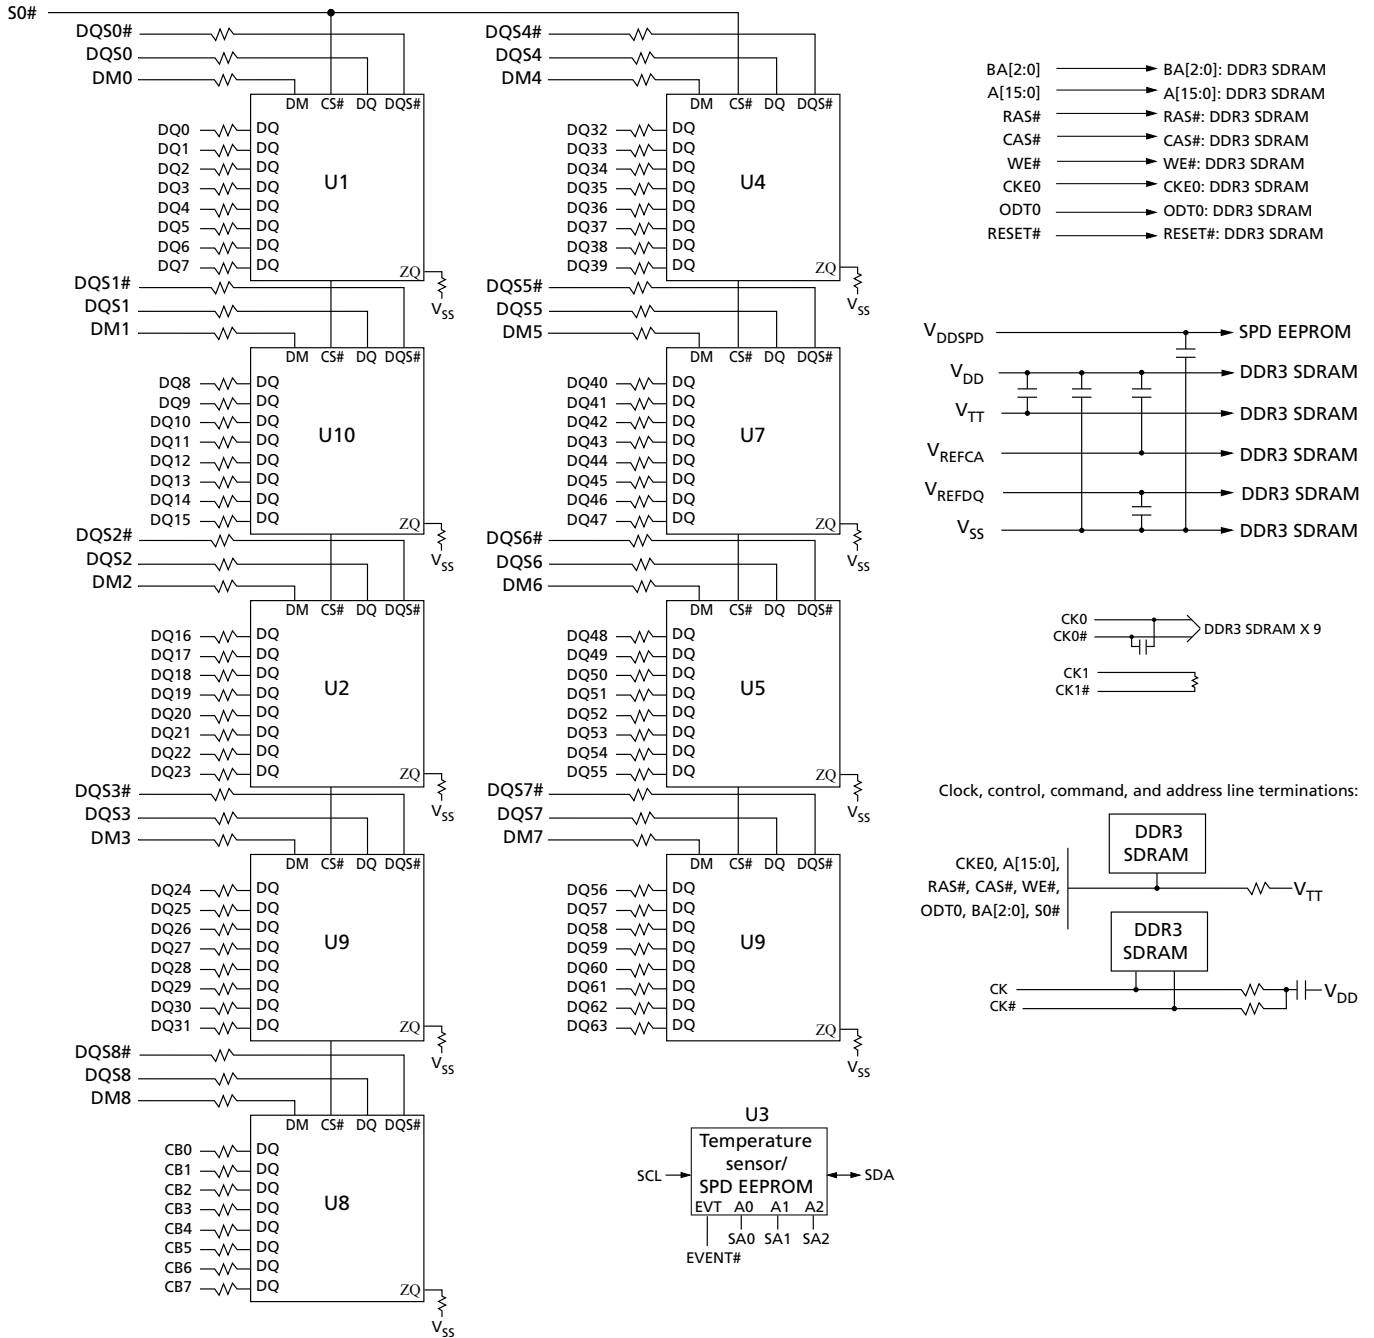 S0#
DQS0#
DQS0
DM0
DM CS# DQ DQS#
DQ0 DQ
DQ1 DQ
DQ2 DQ
DQ3 DQ
DQ4 DQ
DQ5 DQ
DQ6 DQ
DQ7 DQ
U1
ZQ
VSS
DQS1#
DQS1
DM1
DM CS# DQ DQS#
DQ8 DQ
DQ9 DQ
DQ10 DQ
DQ11 DQ
DQ12 DQ
DQ13 DQ
DQ14 DQ
DQ15 DQ
U10
ZQ
VSS
DQS2#
DQS2
DM2
DM CS# DQ DQS#
DQ16 DQ
DQ17 DQ
DQ18 DQ
DQ19 DQ
DQ20 DQ
DQ21 DQ
DQ22 DQ
DQ23 DQ
U2
ZQ
VSS
DQS3#
DQS3
DM3
DM CS# DQ DQS#
DQ24 DQ
DQ25 DQ
DQ26 DQ
DQ27 DQ
DQ28 DQ
DQ29 DQ
DQ30 DQ
DQ31 DQ
U9
ZQ
VSS
DQS8#
DQS8
DM8
DM CS# DQ DQS#
CB0 DQ
CB1 DQ
CB2 DQ
CB3 DQ
CB4 DQ
CB5 DQ
CB6 DQ
CB7 DQ
U8
ZQ
VSS
DQS4#
DQS4
DM4
DM CS# DQ DQS#
DQ32 DQ
DQ33 DQ
DQ34 DQ
DQ35 DQ
DQ36 DQ
DQ37 DQ
DQ38 DQ
DQ39 DQ
U4
ZQ
VSS
DQS5#
DQS5
DM5
DM CS# DQ DQS#
DQ40 DQ
DQ41 DQ
DQ42 DQ
DQ43 DQ
DQ44 DQ
DQ45 DQ
DQ46 DQ
DQ47 DQ
U7
ZQ
VSS
DQS6#
DQS6
DM6
DM CS# DQ DQS#
DQ48 DQ
DQ49 DQ
DQ50 DQ
DQ51 DQ
DQ52 DQ
DQ53 DQ
DQ54 DQ
DQ55 DQ
U5
ZQ
VSS
DQS7#
DQS7
DM7
DM CS# DQ DQS#
DQ56 DQ
DQ57 DQ
DQ58 DQ
DQ59 DQ
DQ60 DQ
DQ61 DQ
DQ62 DQ
DQ63 DQ
U9
ZQ
VSS
U3
Temperature
sensor/
SPD EEPROM
SCL
SDA
EVT A0 A1 A2
SA0 SA1 SA2
EVENT#
BA[2:0] BA[2:0]: DDR3 SDRAM
A[15:0] A[15:0]: DDR3 SDRAM
RAS# RAS#: DDR3 SDRAM
CAS# CAS#: DDR3 SDRAM
WE# WE#: DDR3 SDRAM
CKE0 CKE0: DDR3 SDRAM
ODT0 ODT0: DDR3 SDRAM
RESET# RESET#: DDR3 SDRAM
VDDSPD SPD EEPROM
VDD DDR3 SDRAM
VTT DDR3 SDRAM
VREFCA DDR3 SDRAM
VREFDQ DDR3 SDRAM
VSS DDR3 SDRAM
CK0
CK0#
DDR3 SDRAM X 9
CK1
CK1#
Clock, control, command, and address line terminations:
DDR3
SDRAM
CKE0, A[15:0],
RAS#, CAS#, WE#,
ODT0, BA[2:0], S0#
VTT
DDR3
SDRAM
CK
CK#
VDD